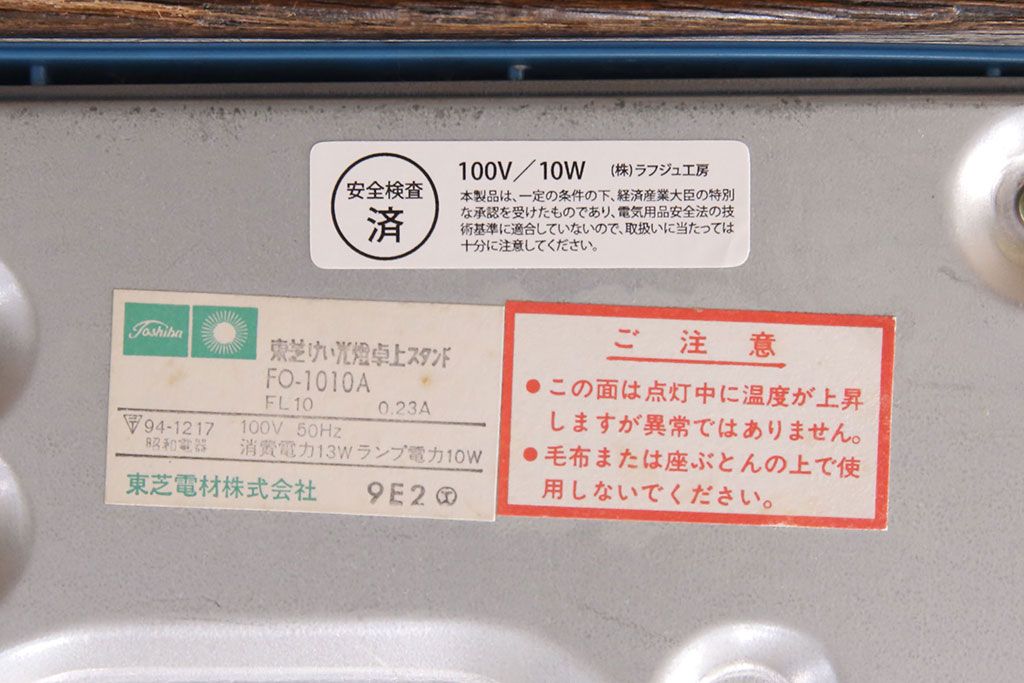 安全検査
済
100V／10W (株)ラフジュ工房
本製品は、一定の条件の下、経済産業大臣の特別
な承認を受けたものであり、電気用品安全法の技
術基準に適合していないので、取扱いに当たっては
十分に注意してください。
Toshiba
東芝けい光燈卓上スタンド
FO-1010A
FL10 0.23A
〒94-1217 100V 50Hz
昭和電器 消費電力13W ランプ電力10W
東芝電材株式会社 9E2 工
ご注意
●この面は点灯中に温度が上昇
しますが異常ではありません。
●毛布または座ぶとんの上で使
用しないでください。